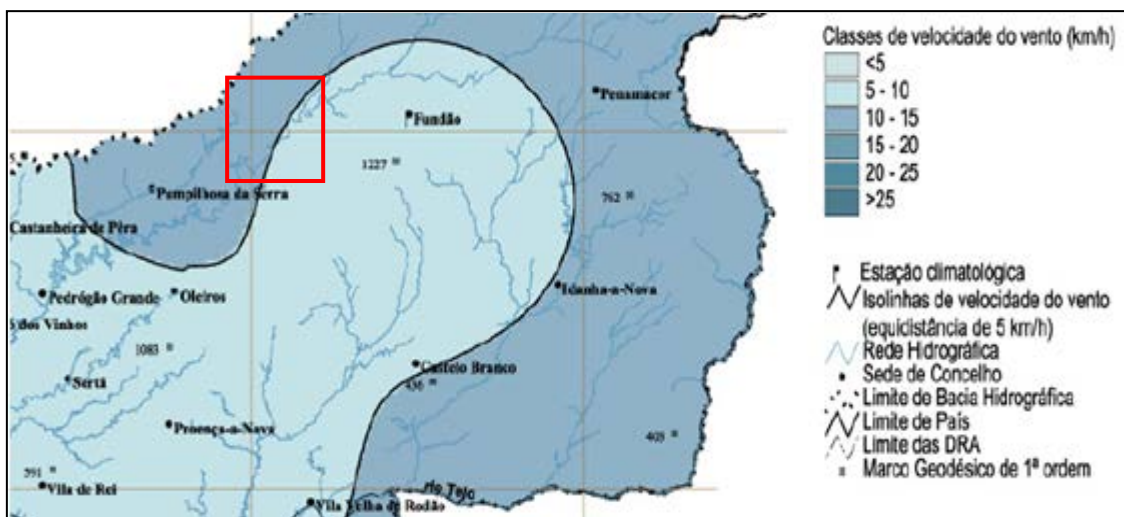 Classes de velocidade do vento (km/h)
<5
5 - 10
10 - 15
15 - 20
20 - 25
>25
Penamacor
Fundão
1227
Pampilhosa da Serra
762
Castanheira de Pêra
Pedrógão Grande
Oleiros
Idanha-a-Nova
dos Vinhos
1083
Sertã
Castelo Branco
436
Proença-a-Nova
403
591
Vila de Rei
rio Tejo
Vila Velha de Rodão
Estação climatológica
Isolinhas de velocidade do vento
(equidistância de 5 km/h)
Rede Hidrográfica
Sede de Concelho
Limite de Bacia Hidrográfica
Limite de País
Limite das DRA
Marco Geodésico de 1ª ordem